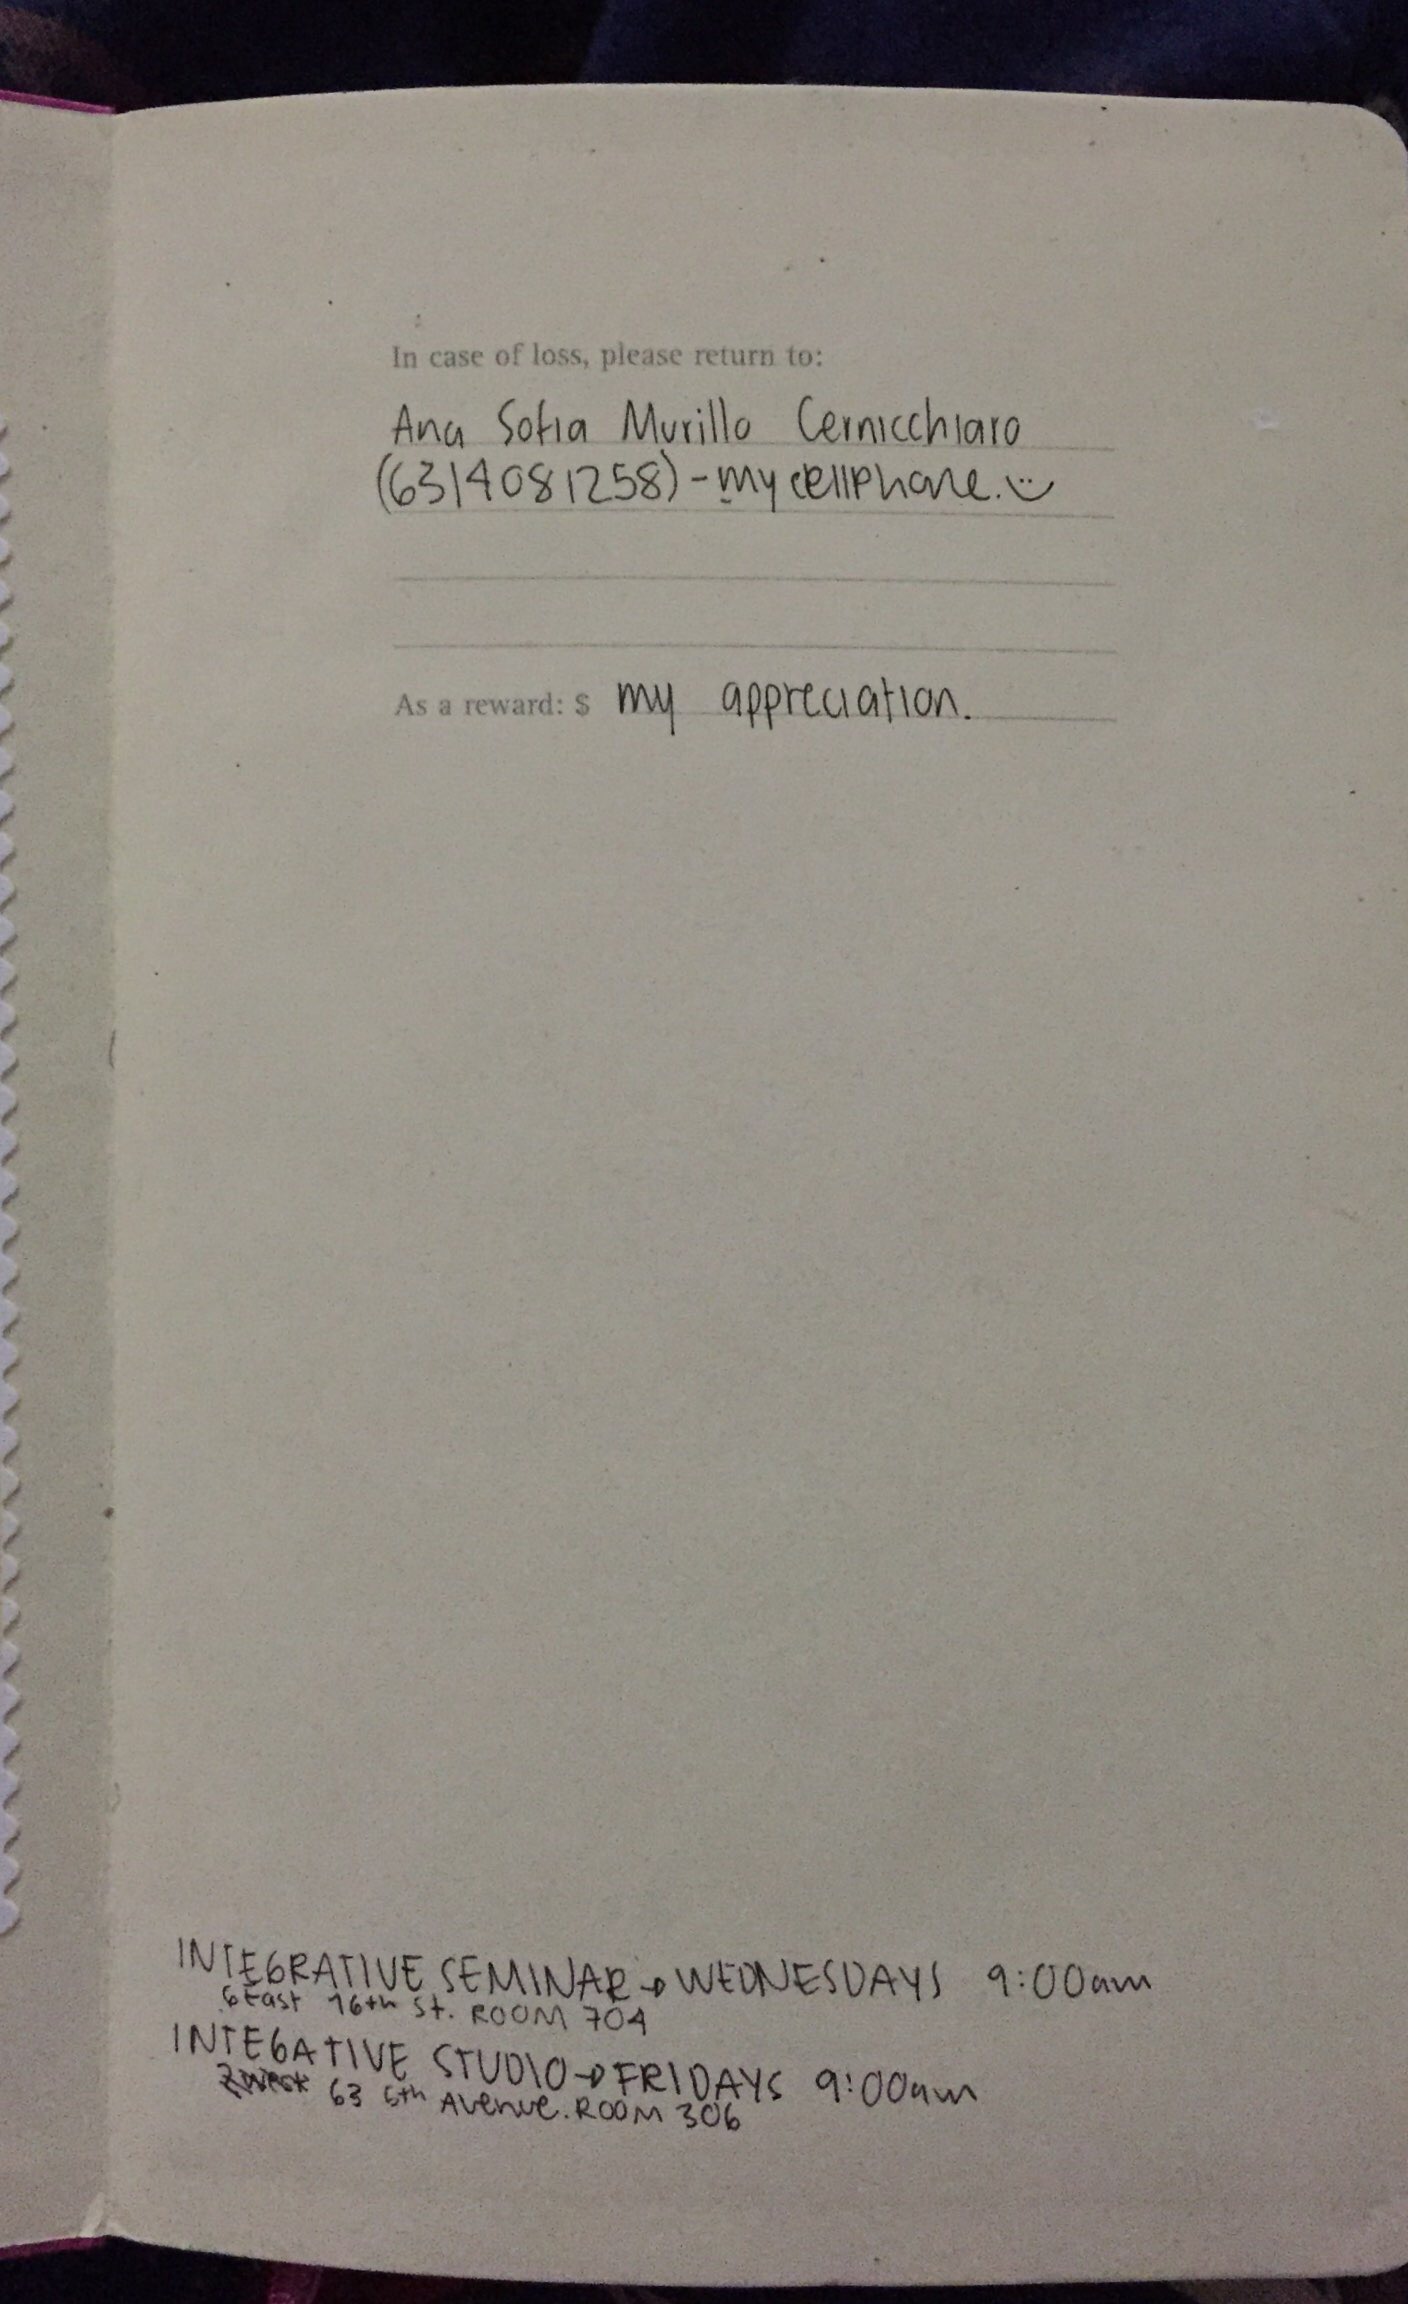 In case of loss, please return to:
Ana Sofia Murillo Cernicchiaro
(6314081258) - my cellphone.
As a reward: $ my appreciation.
INTEGRATIVE SEMINAR → WEDNESDAYS 9:00am
6 East 16th St. ROOM 704
INTEGATIVE STUDIO → FRIDAYS 9:00am
63 5th Avenue. ROOM 306